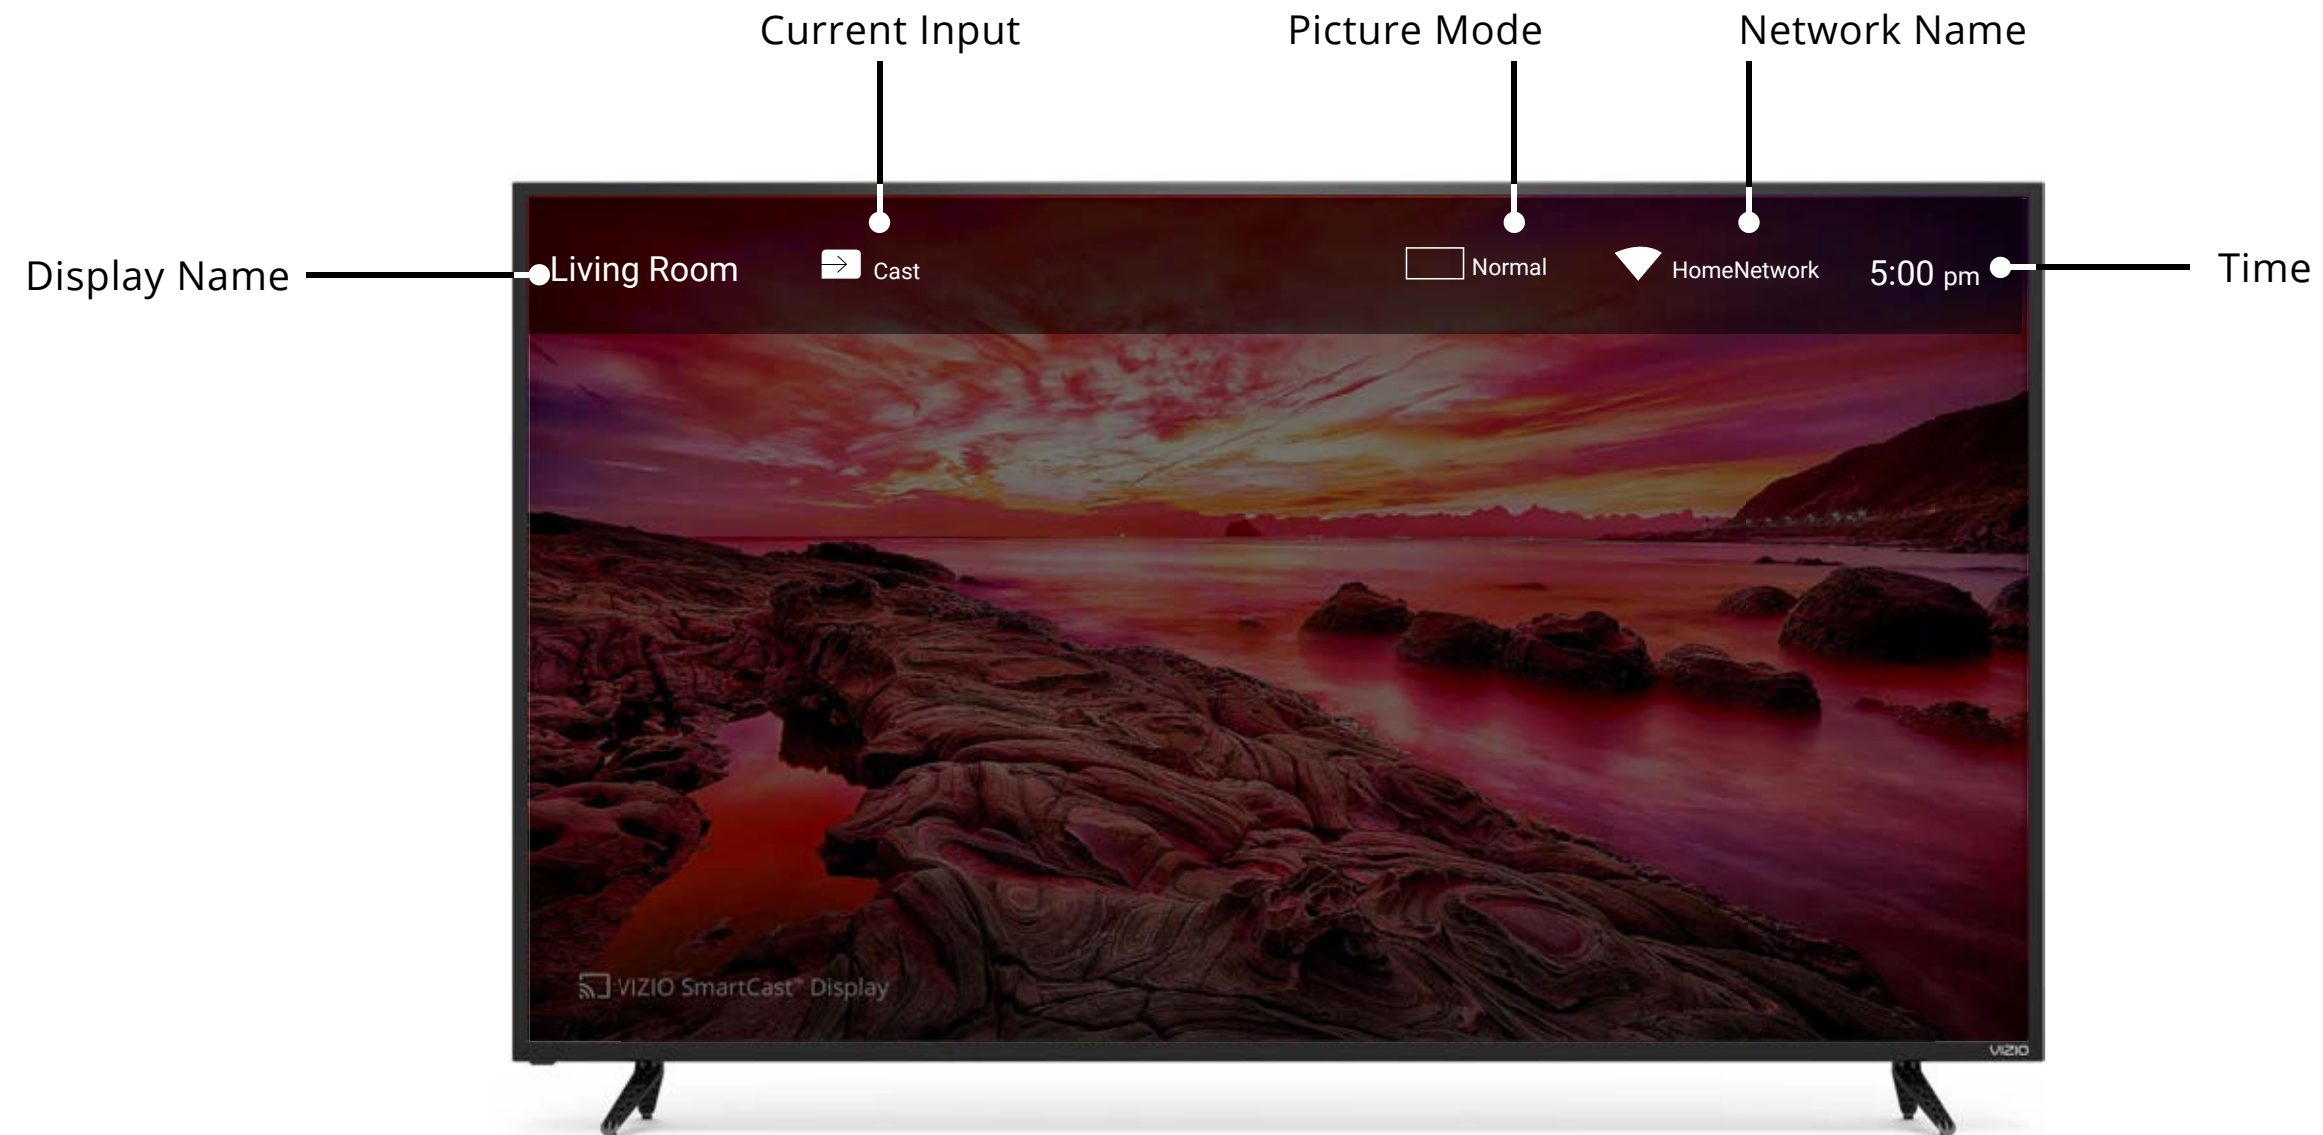 Current Input
Picture Mode
Network Name
Display Name
Living Room
Cast
Normal
HomeNetwork
5:00 pm
Time
VIZIO SmartCast™ Display
VIZIO